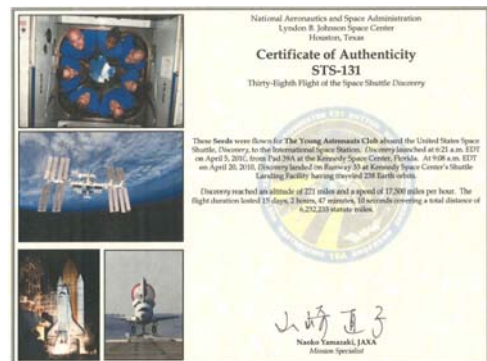 National Aeronautics and Space Administration
Lyndon B. Johnson Space Center
Houston, Texas
Certificate of Authenticity
STS-131
Thirty-Eighth Flight of the Space Shuttle Discovery
These Seeds were flown for The Young Astronauts Club aboard the United States Space
Shuttle, Discovery, to the International Space Station. Discovery launched at 6:21 a.m. EDT
on April 5, 2010, from Pad 39A at the Kennedy Space Center, Florida. At 9:08 a.m. EDT
on April 20, 2010, Discovery landed on Runway 33 at Kennedy Space Center's Shuttle
Landing Facility having traveled 238 Earth orbits.
Discovery reached an altitude of 221 miles and a speed of 17,500 miles per hour. The
flight duration lasted 15 days, 2 hours, 47 minutes, 10 seconds covering a total distance of
6,232,235 statute miles.
山崎直子
Naoko Yamazaki, JAXA
Mission Specialist